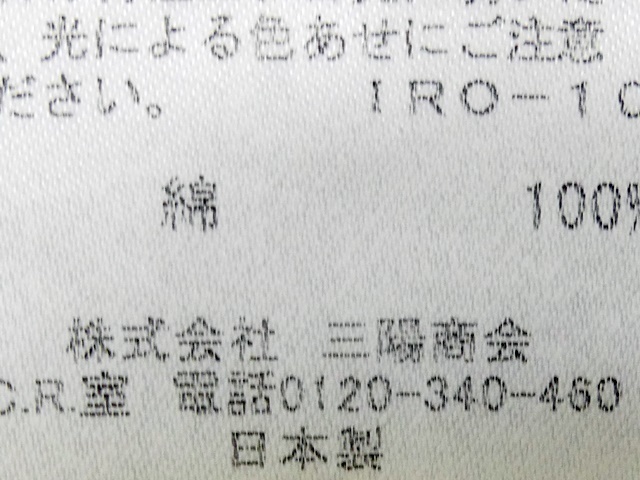 、光による色あせにご注意
ださい。 IRO-10
綿 100%
株式会社 三陽商会
C.R.室 電話0120-340-460
日本製